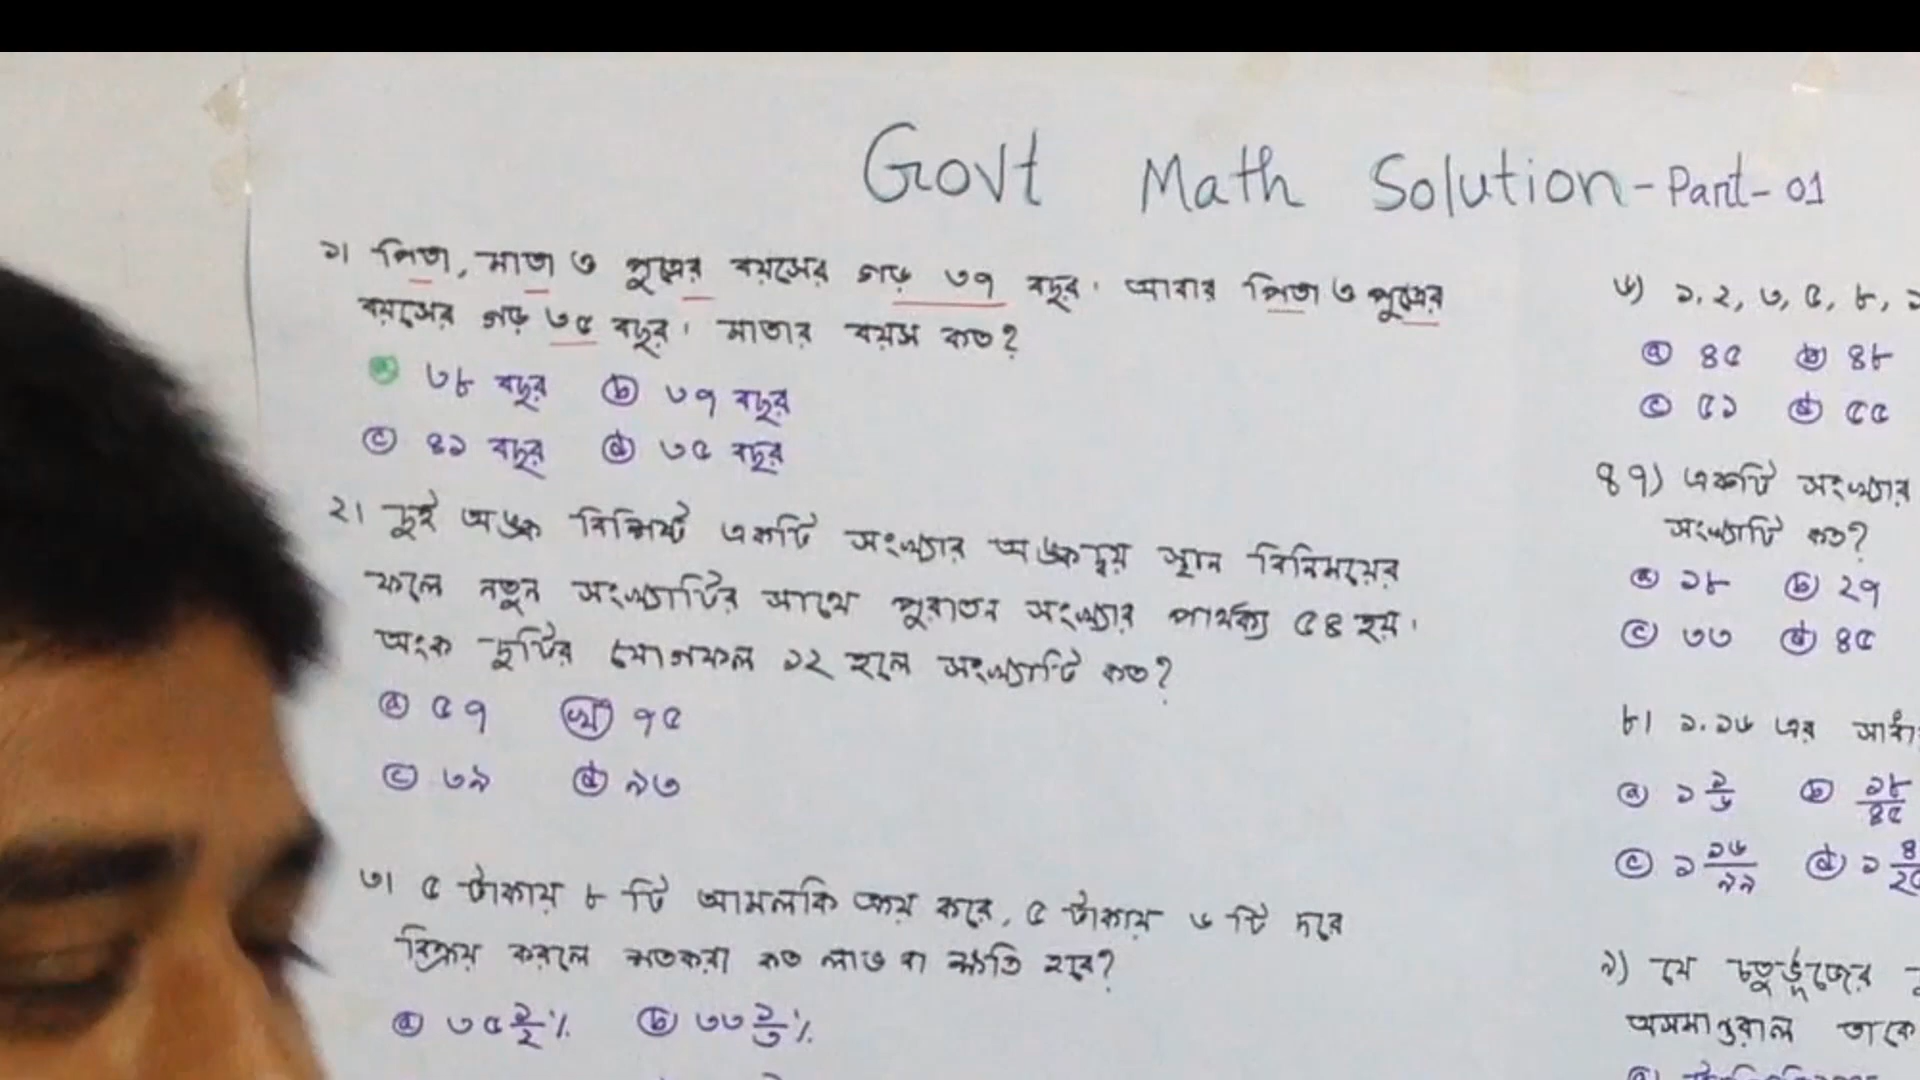 Govt Math Solution - Part - 01
১। পিতা, মাতা ও পুত্রের বয়সের গড় ৩৭ বছর। আবার পিতা ও পুত্রের
বয়সের গড় ৩৫ বছর। মাতার বয়স কত?
৩৮ বছর ⓑ ৩৭ বছর
ⓒ ৪১ বছর ⓓ ৩৫ বছর
২। দুই অঙ্ক বিশিষ্ট একটি সংখ্যার অঙ্কদ্বয় স্থান বিনিময়ের
ফলে নতুন সংখ্যাটির সাথে পুরাতন সংখ্যার পার্থক্য ৫৪ হয়।
অংক দুটির যোগফল ১২ হলে সংখ্যাটি কত?
ⓐ ৫৭ খ ৭৫
ⓒ ৩৯ ⓓ ৯৩
৩। ৫ টাকায় ৮ টি আমলকি ক্রয় করে, ৫ টাকায় ৬ টি দরে
বিক্রয় করলে শতকরা কত লাভ বা ক্ষতি হবে?
ⓐ ৩৫ ১/২ % ⓑ ৩৩ ১/৩ %
৬) ১, ২, ৩, ৫, ৮,
ⓐ ৪৫ ⓑ ৪৮
ⓒ ৫১ ⓓ ৫৫
৪৭) একটি সংখ্যার
সংখ্যাটি কত?
ⓐ ১৮ ⓑ ২৭
ⓒ ৩৩ ⓓ ৪৫
৮। ১.১৬ এর
ⓐ ১ ১/৬ ⓑ ১৮/৪৫
ⓒ ১ ১৬/৯৯ ⓓ ১
৯) যে চতুর্ভূজের
অসমান্তরাল তাকে